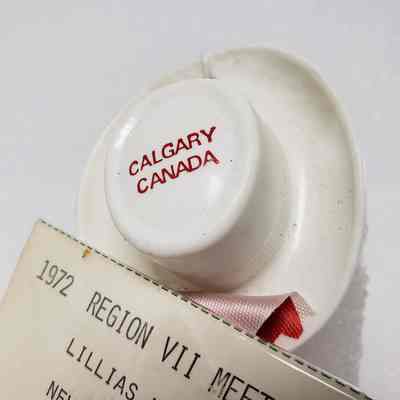 CALGARY
CANADA
1972 REGION VII MEET
LILLIAS